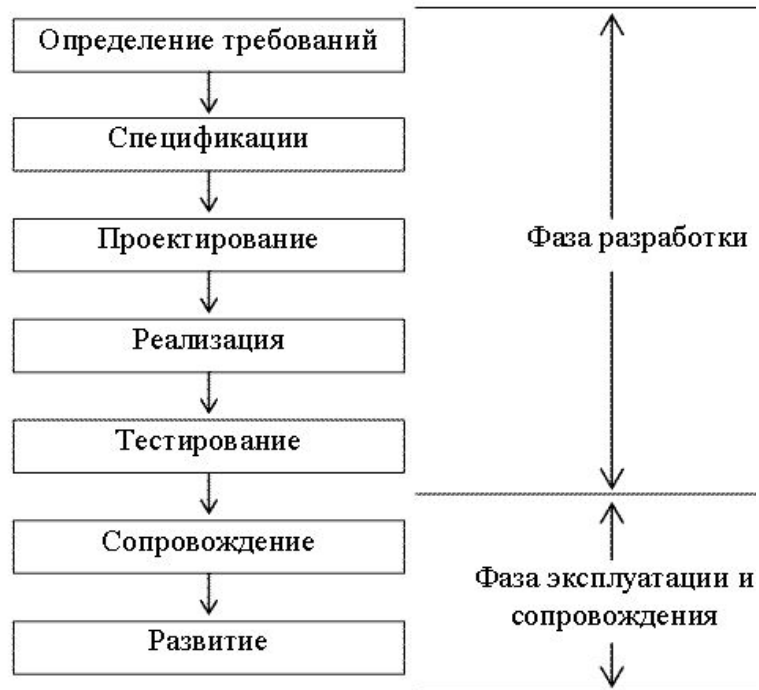 Определение требований
Спецификации
Проектирование
Фаза разработки
Реализация
Тестирование
Сопровождение
Фаза эксплуатации и
сопровождения
Развитие